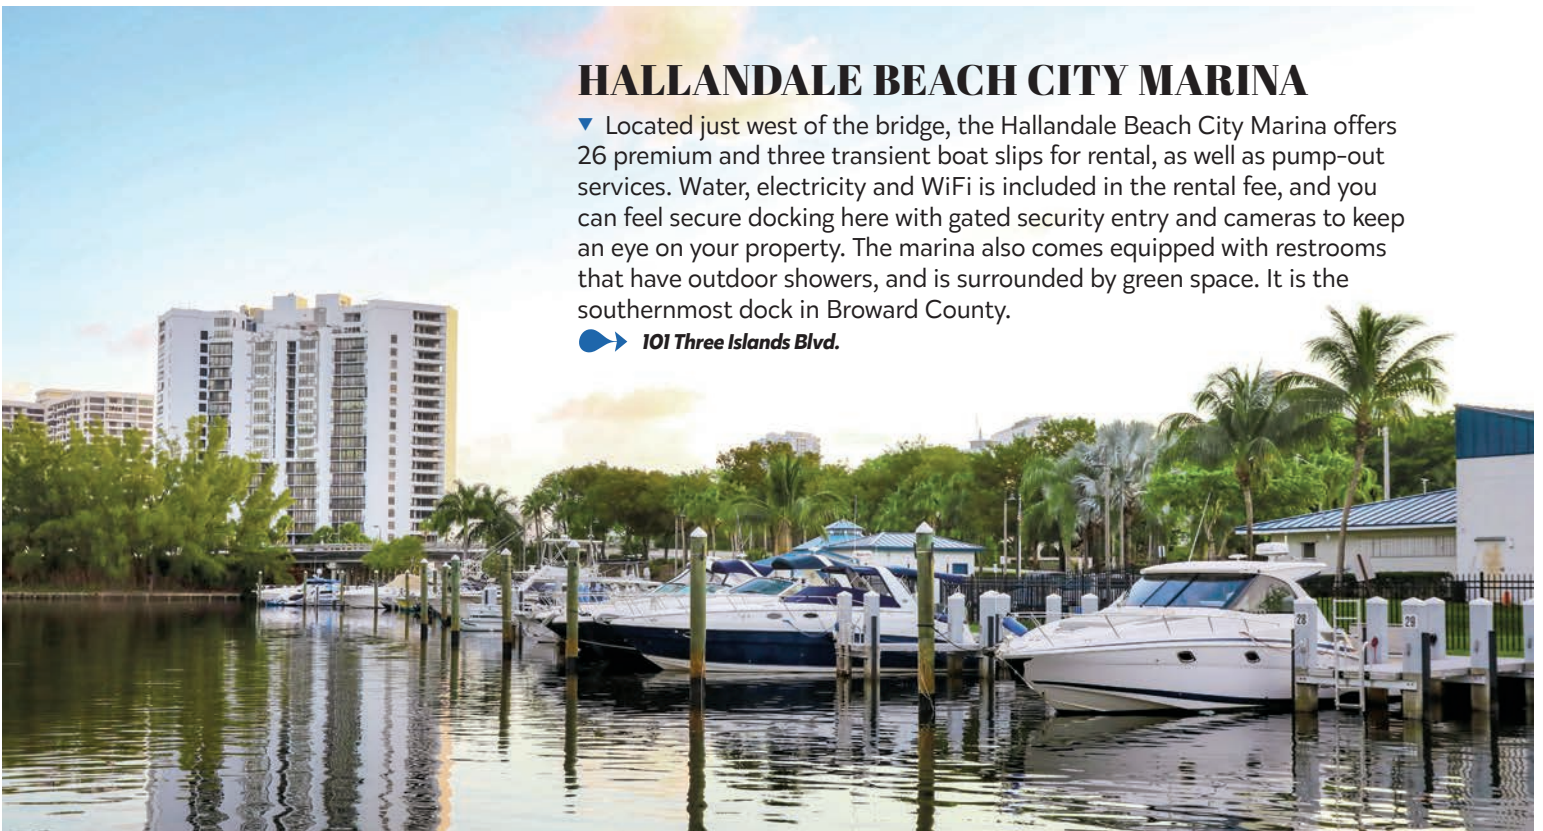 HALLANDALE BEACH CITY MARINA
▼ Located just west of the bridge, the Hallandale Beach City Marina offers
26 premium and three transient boat slips for rental, as well as pump-out
services. Water, electricity and WiFi is included in the rental fee, and you
can feel secure docking here with gated security entry and cameras to keep
an eye on your property. The marina also comes equipped with restrooms
that have outdoor showers, and is surrounded by green space. It is the
southernmost dock in Broward County.
101 Three Islands Blvd.
28
29